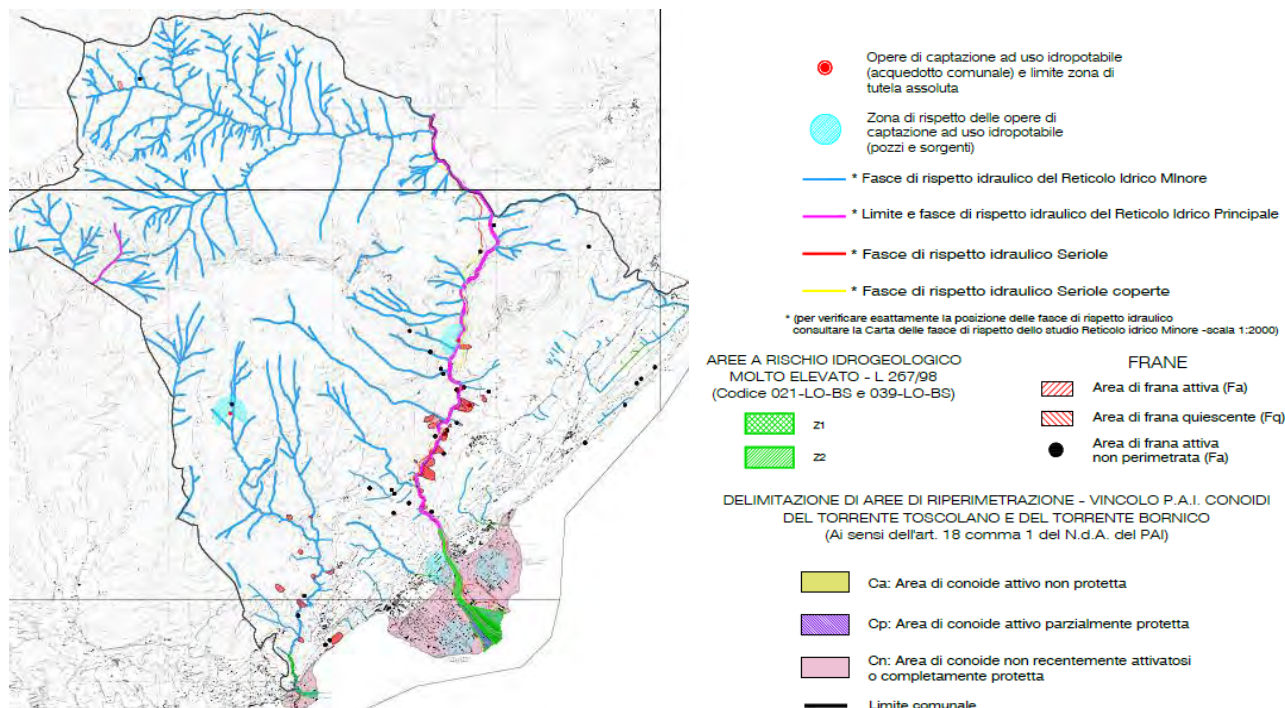 Opere di captazione ad uso idropotabile
(acquedotto comunale) e limite zona di
tutela assoluta
Zona di rispetto delle opere di
captazione ad uso idropotabile
(pozzi e sorgenti)
* Fasce di rispetto idraulico del Reticolo Idrico MInore
* Limite e fasce di rispetto idraulico del Reticolo Idrico Principale
* Fasce di rispetto idraulico Seriole
* Fasce di rispetto idraulico Seriole coperte
* (per verificare esattamente la posizione delle fasce di rispetto idraulico
consultare la Carta delle fasce di rispetto dello studio Reticolo idrico Minore -scala 1:2000)
AREE A RISCHIO IDROGEOLOGICO
MOLTO ELEVATO - L 267/98
(Codice 021-LO-BS e 039-LO-BS)
Z1
Z2
FRANE
Area di frana attiva (Fa)
Area di frana quiescente (Fq)
Area di frana attiva
non perimetrata (Fa)
DELIMITAZIONE DI AREE DI RIPERIMETRAZIONE - VINCOLO P.A.I. CONOIDI
DEL TORRENTE TOSCOLANO E DEL TORRENTE BORNICO
(Ai sensi dell'art. 18 comma 1 del N.d.A. del PAI)
Ca: Area di conoide attivo non protetta
Cp: Area di conoide attivo parzialmente protetta
Cn: Area di conoide non recentemente attivatosi
o completamente protetta
Limite comunale